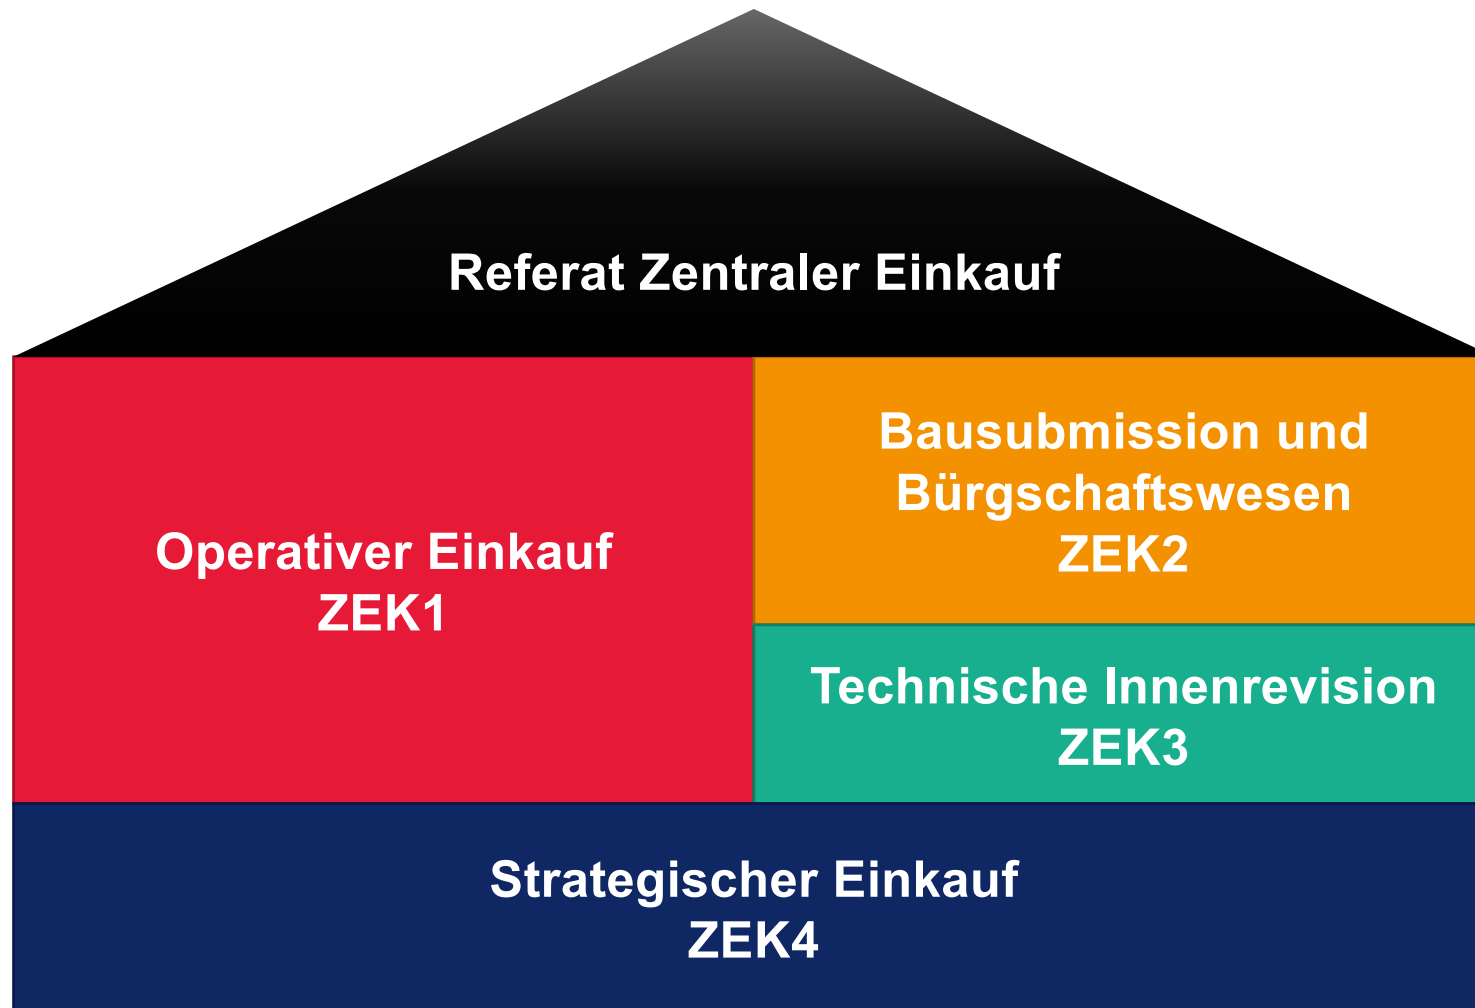 Referat Zentraler Einkauf
Operativer Einkauf
ZEK1
Bausubmission und
Bürgschaftswesen
ZEK2
Technische Innenrevision
ZEK3
Strategischer Einkauf
ZEK4